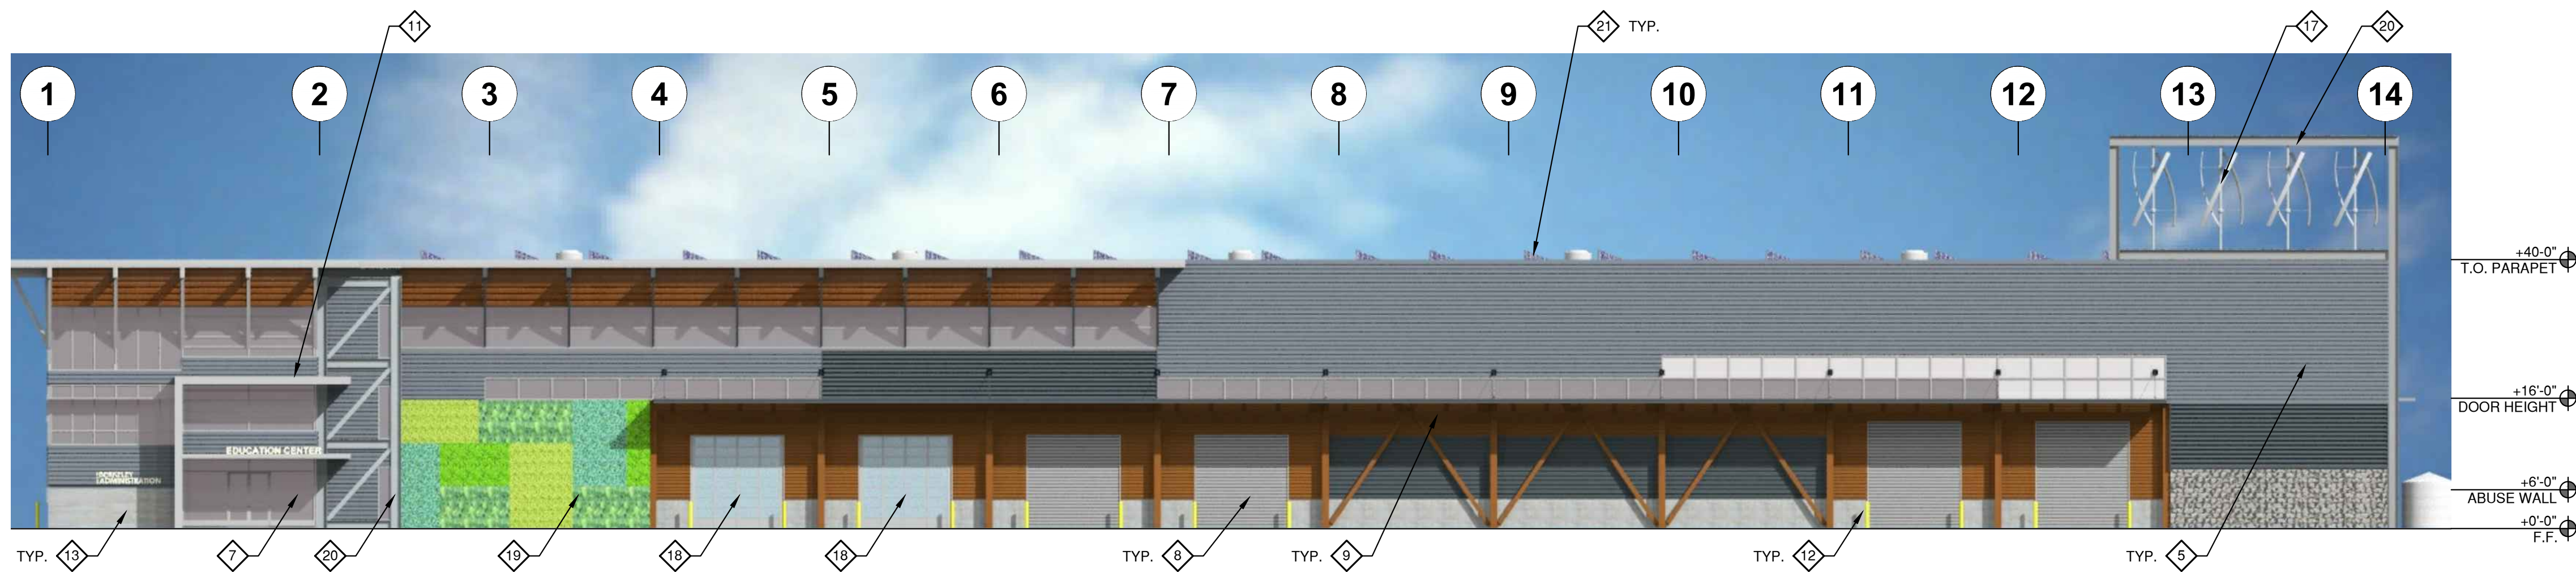 11
21 TYP.
17
20
1 2 3 4 5 6 7 8 9 10 11 12 13 14
+40-0"
T.O. PARAPET
+16'-0"
DOOR HEIGHT
EDUCATION CENTER
BERKELEY
ADMINISTRATION
+6'-0"
ABUSE WALL
+0'-0"
F.F.
TYP. 13
7
20
19
18
18
TYP. 8
TYP. 9
TYP. 12
TYP. 5